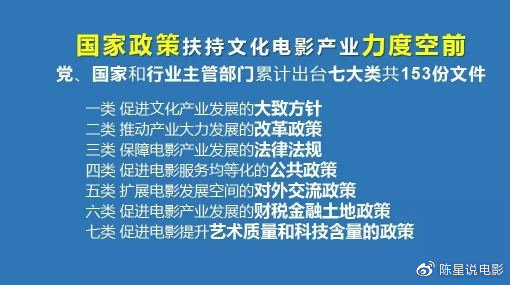 国家政策扶持文化电影产业力度空前
党、国家和行业主管部门累计出台七大类共153份文件
一类 促进文化产业发展的大致方针
二类 推动产业大力发展的改革政策
三类 保障电影产业发展的法律法规
四类 促进电影服务均等化的公共政策
五类 扩展电影发展空间的对外交流政策
六类 促进电影产业发展的财税金融土地政策
七类 促进电影提升艺术质量和科技含量的政策
陈星说电影